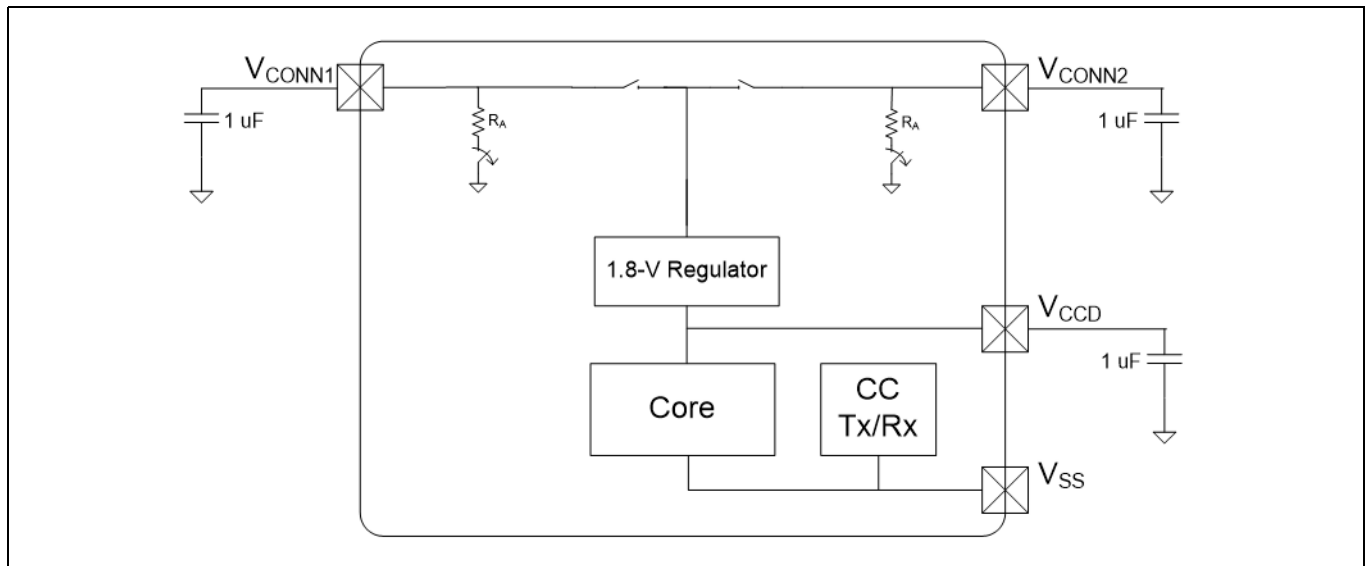 VCONN1
VCONN2
1 uF
RA
RA
1 uF
1.8-V Regulator
VCCD
1 uF
Core
CC
Tx/Rx
VSS